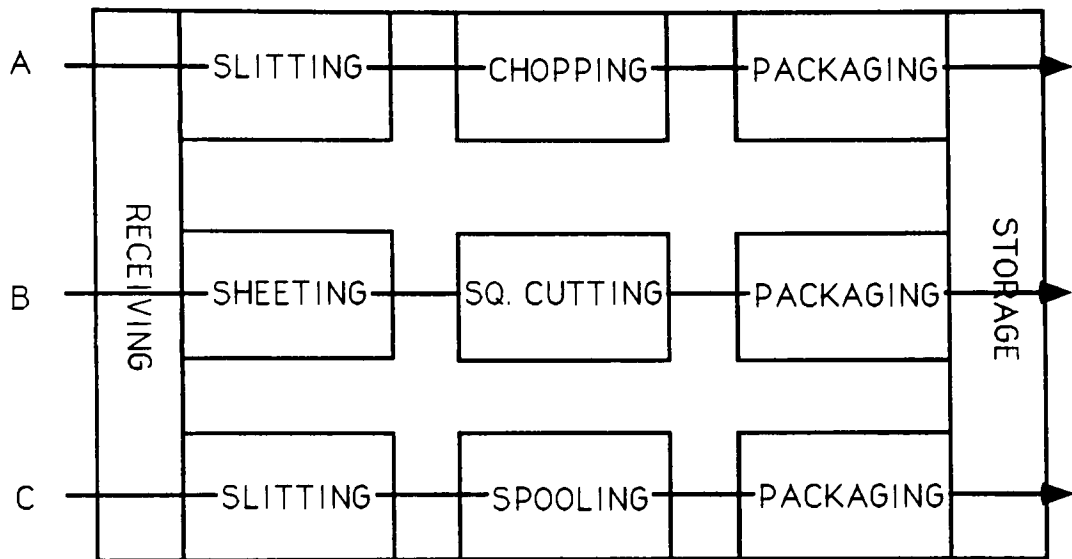 A SLITTING CHOPPING PACKAGING
RECEIVING
STORAGE
B SHEETING SQ. CUTTING PACKAGING
C SLITTING SPOOLING PACKAGING